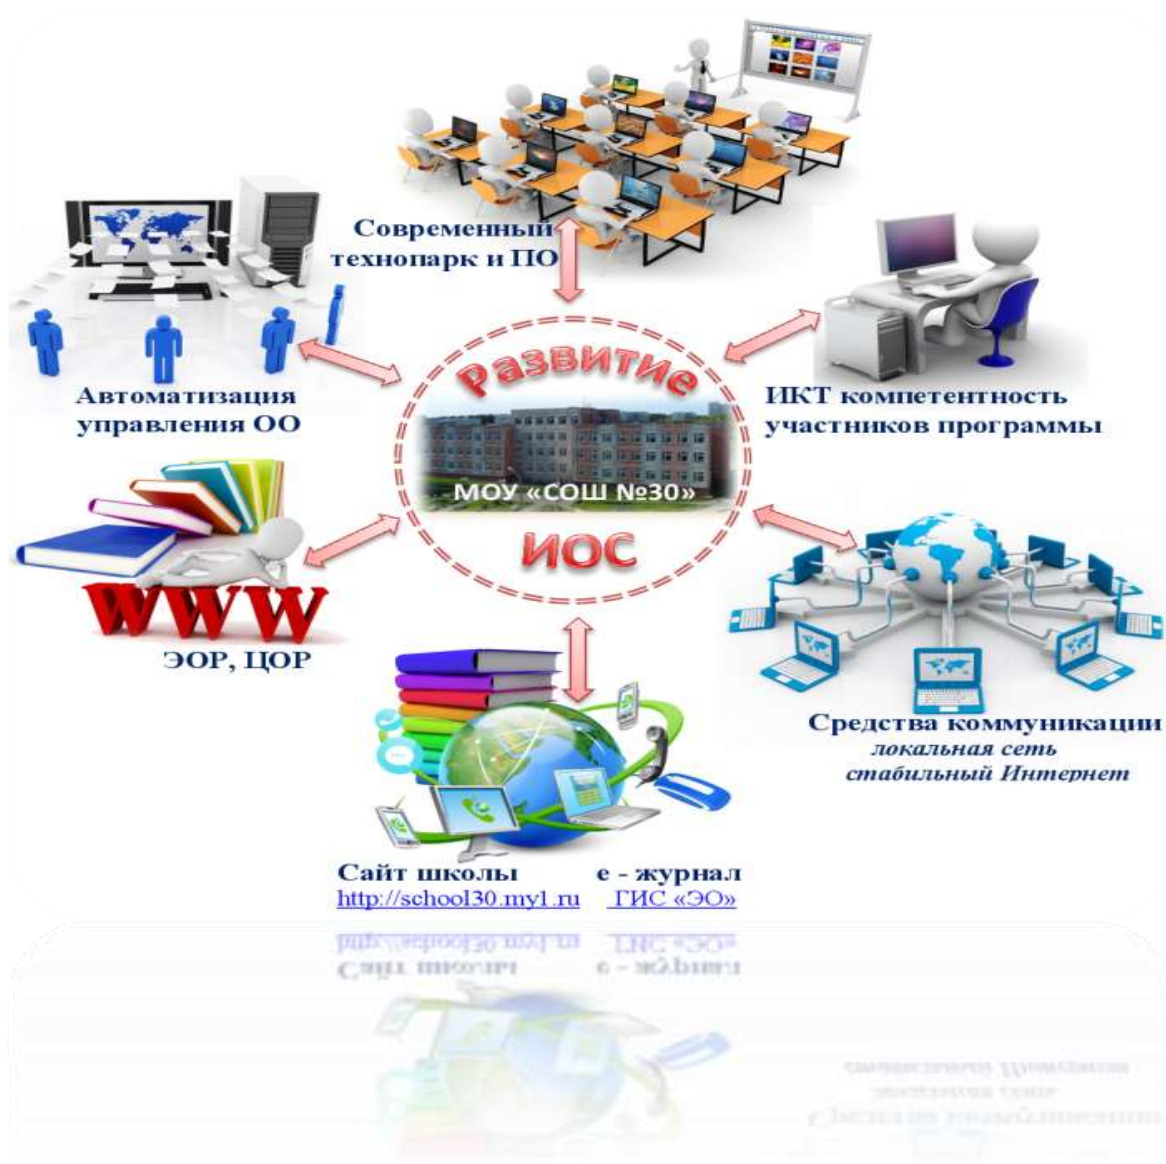 Современный
технопарк и ПО
Автоматизация
управления ОО
ИКТ компетентность
участников программы
Развитие
МОУ «СОШ №30»
ИОС
WWW
ЭОР, ЦОР
Средства коммуникации
локальная сеть
стабильный Интернет
Сайт школы е - журнал
http://school30.my1.ru ГИС «ЭО»